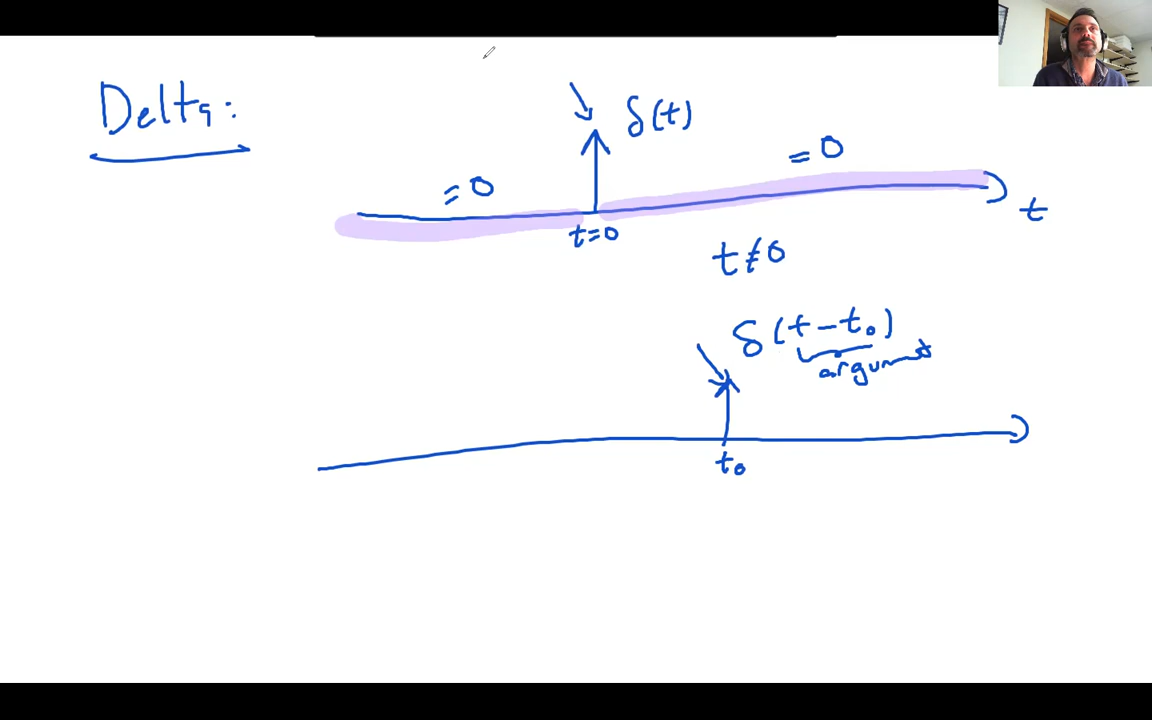 Delta:
δ(t)
= 0
= 0
t=0
t
t≠0
δ(t-t₀)
argument
t₀